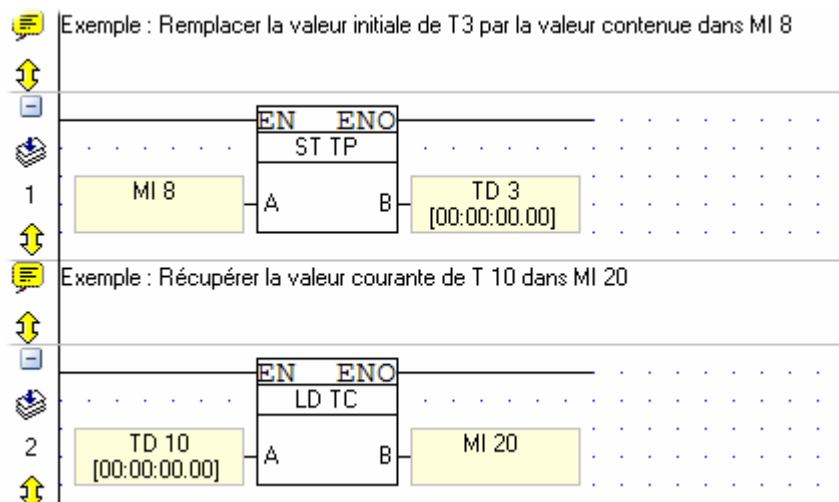 Exemple : Remplacer la valeur initiale de T3 par la valeur contenue dans MI 8
EN ENO
ST TP
1
MI 8
A B
TD 3
[00:00:00.00]
Exemple : Récupérer la valeur courante de T 10 dans MI 20
EN ENO
LD TC
2
TD 10
[00:00:00.00]
A B
MI 20